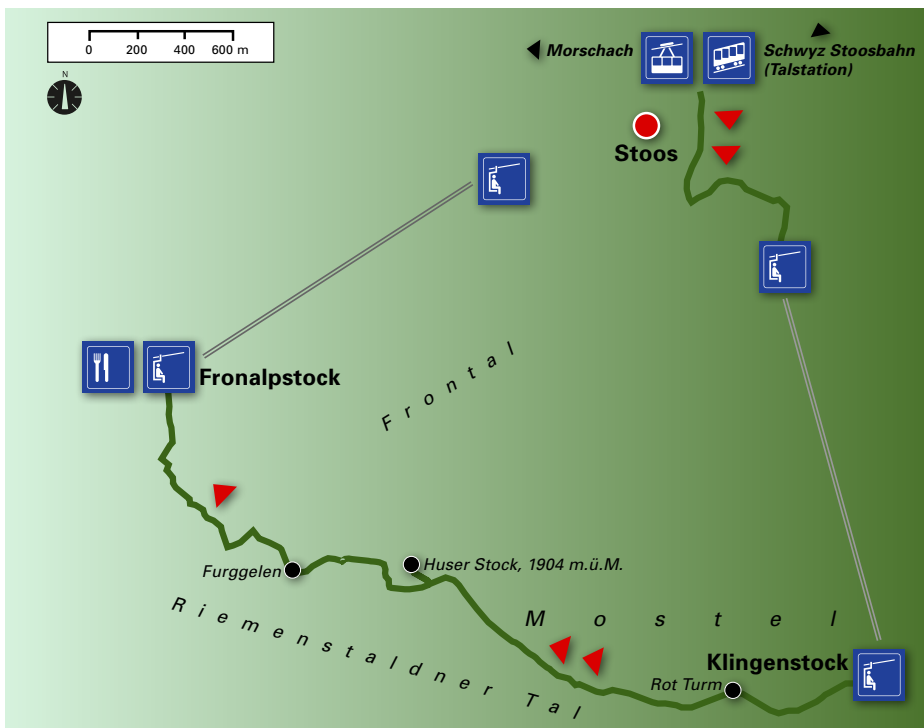 0 200 400 600 m
N
Morschach
Schwyz Stoosbahn
(Talstation)
Stoos
Fronalpstock
Frontal
Furggelen
Huser Stock, 1904 m.ü.M.
Riemenstaldner Tal
Mostel
Klingenstock
Rot Turm